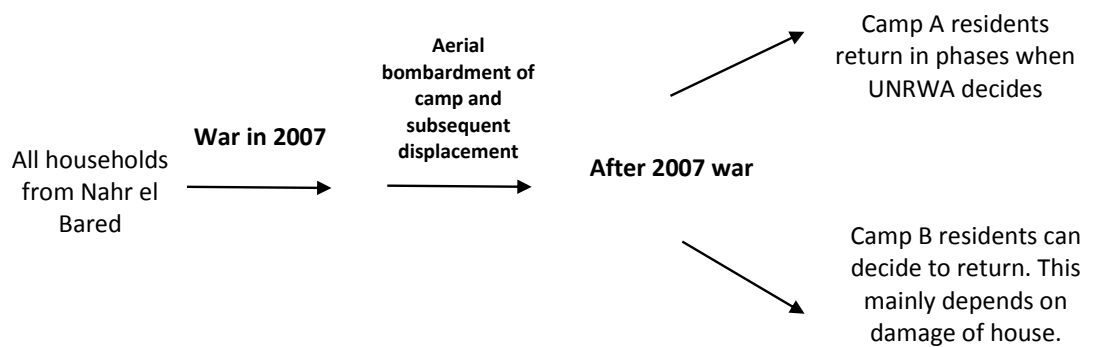 All households
from Nahr el
Bared
War in 2007
Aerial
bombardment of
camp and
subsequent
displacement
After 2007 war
Camp A residents
return in phases when
UNRWA decides
Camp B residents can
decide to return. This
mainly depends on
damage of house.